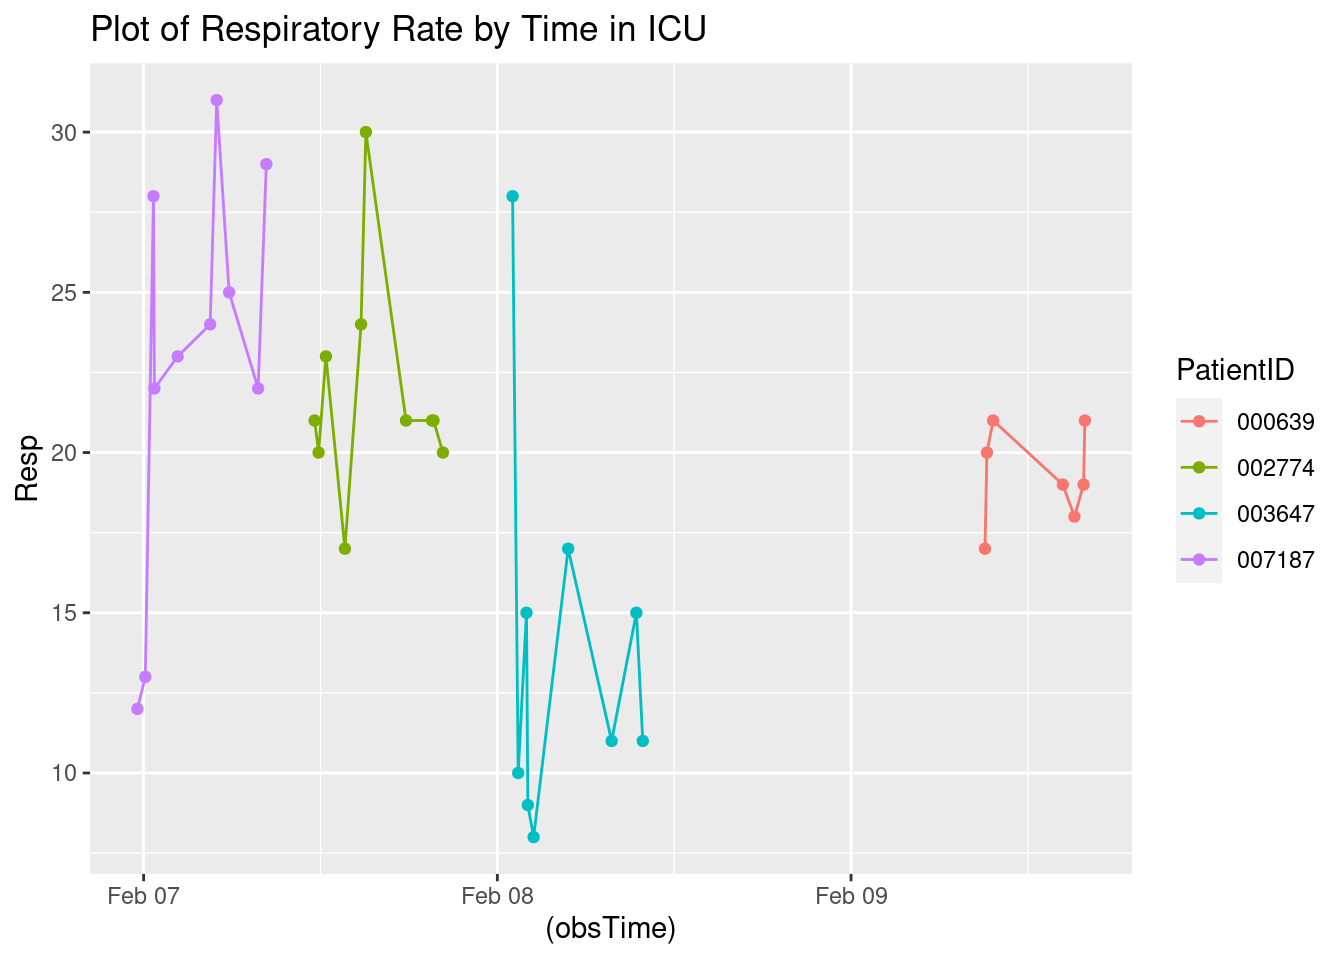 Plot of Respiratory Rate by Time in ICU
30
25
20
15
10
Resp
Feb 07
Feb 08
Feb 09
(obsTime)
PatientID
000639
002774
003647
007187